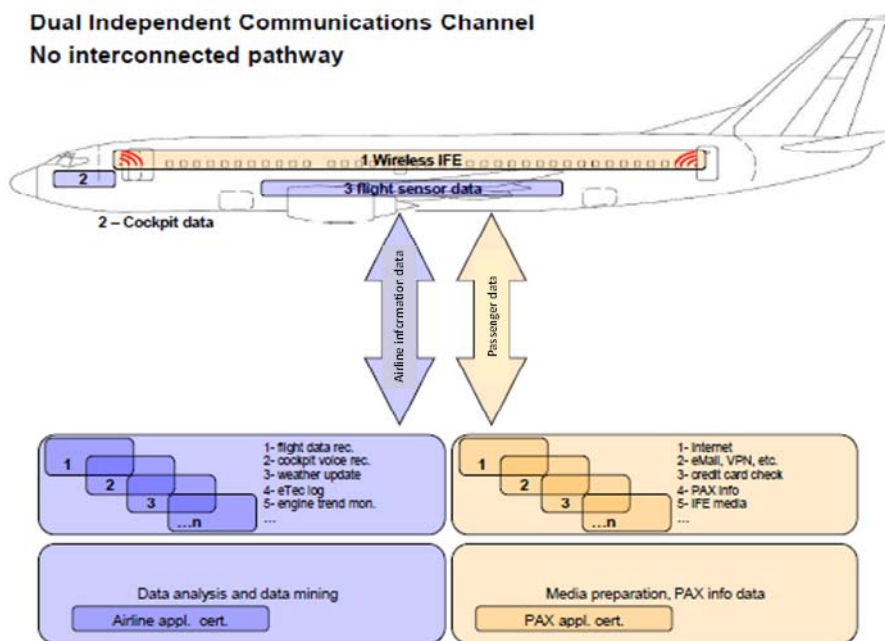 Dual Independent Communications Channel
No interconnected pathway
1 Wireless IFE
2
3 flight sensor data
2 – Cockpit data
Airline information data
Passenger data
1
2
3
...n
1- flight data rec.
2- cockpit voice rec.
3- weather update
4- eTec log
5- engine trend mon.
...
1
2
3
...n
1- Internet
2- eMail, VPN, etc.
3- credit card check
4- PAX info
5- IFE media
...
Data analysis and data mining
Airline appl. cert.
Media preparation, PAX info data
PAX appl. cert.